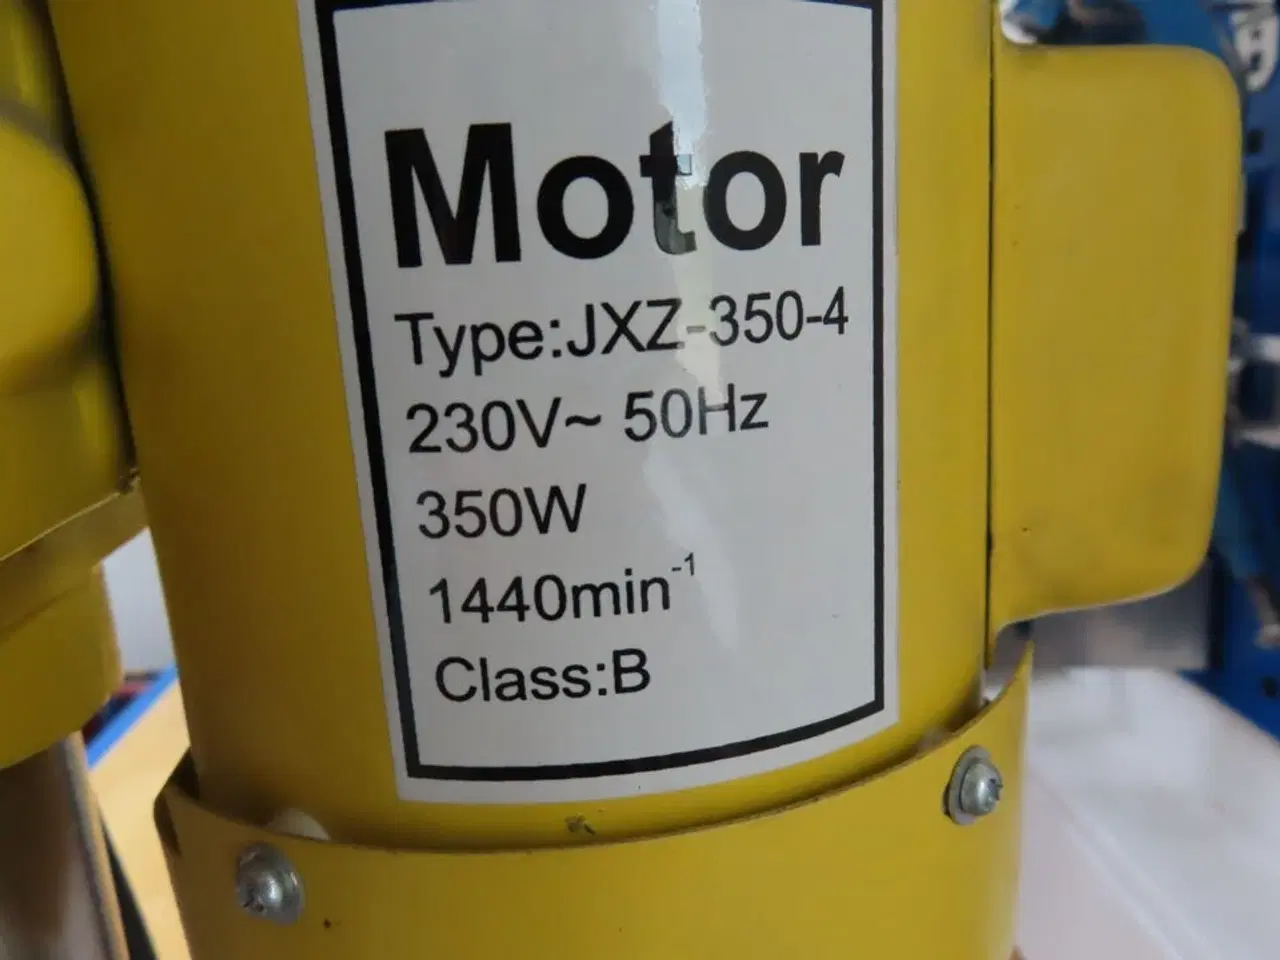 Motor
Type:JXZ-350-4
230V~ 50Hz
350W
1440min⁻¹
Class:B